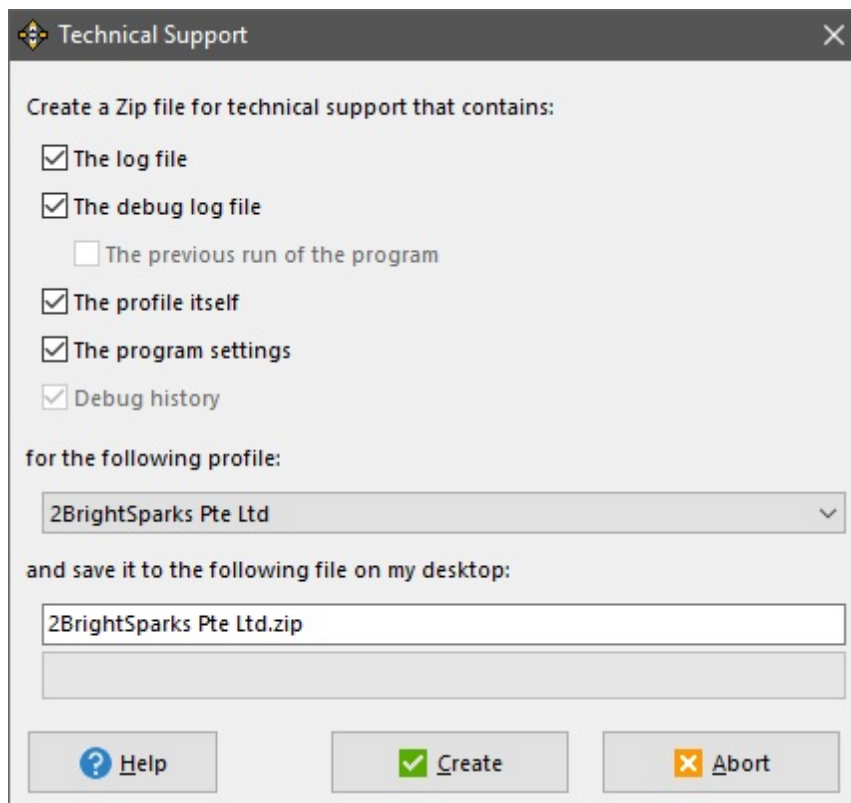 Technical Support
Create a Zip file for technical support that contains:
The log file
The debug log file
The previous run of the program
The profile itself
The program settings
Debug history
for the following profile:
2BrightSparks Pte Ltd
and save it to the following file on my desktop:
2BrightSparks Pte Ltd.zip
Help Create Abort